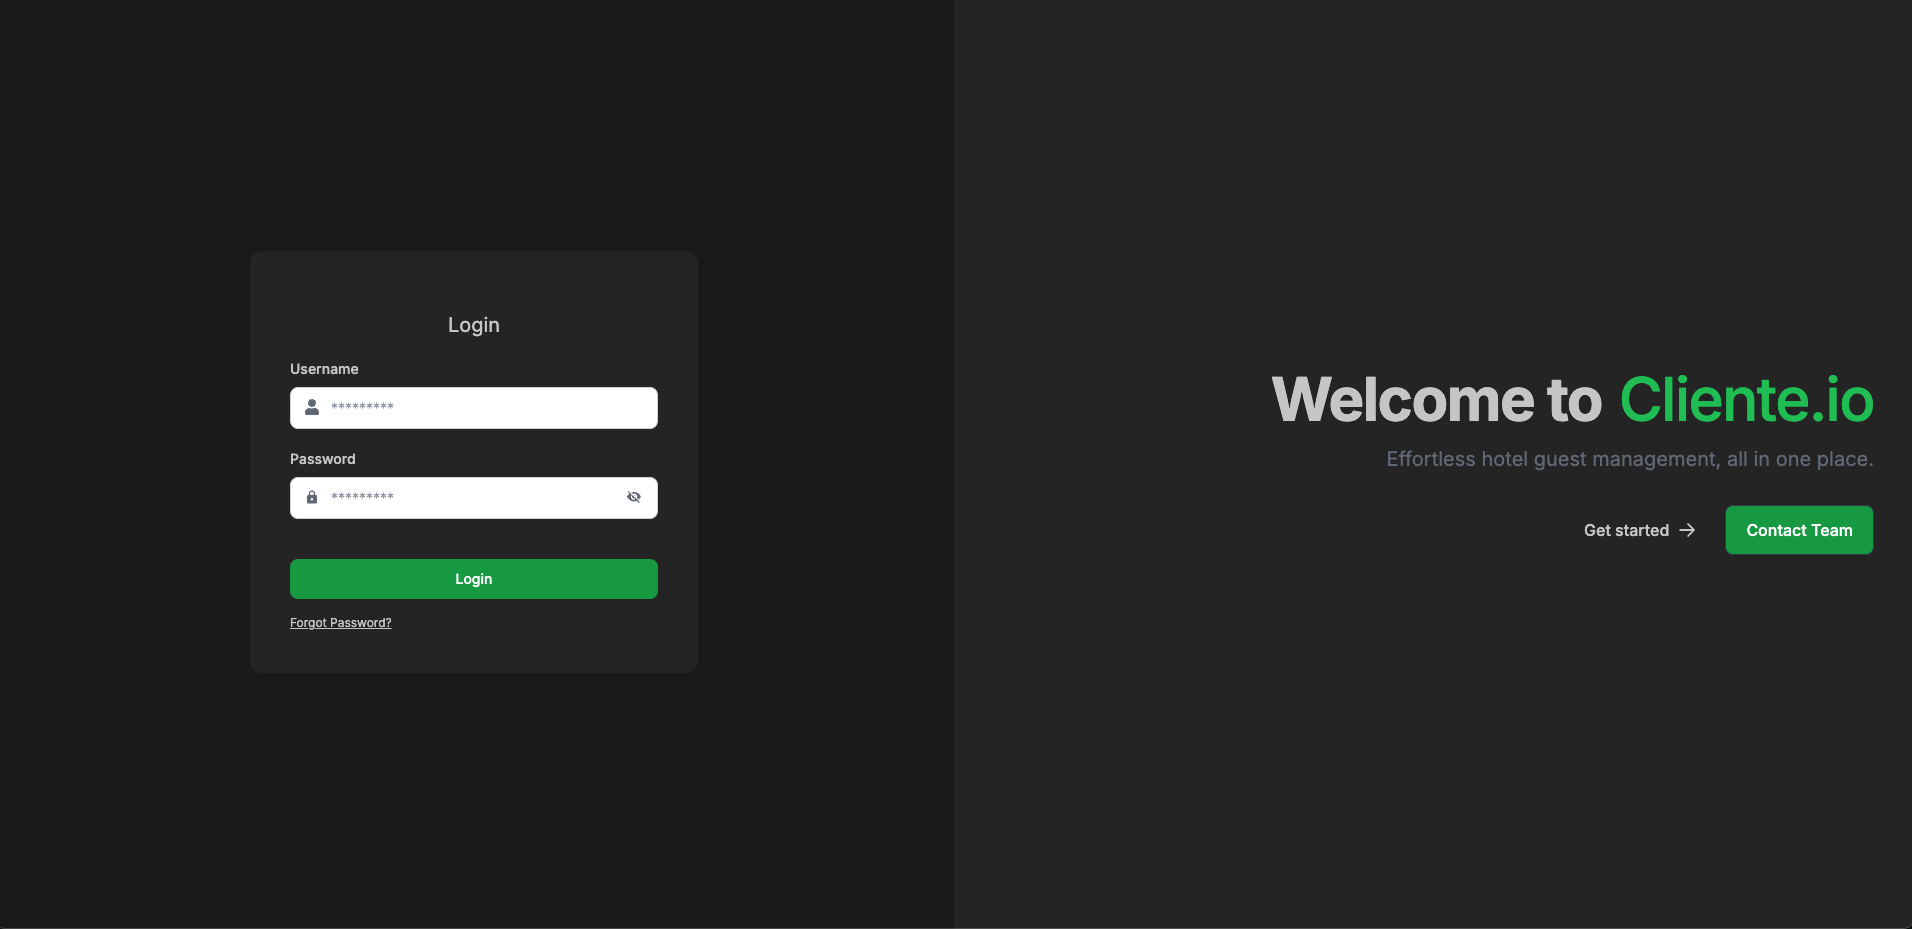 Login
Username
*********
Password
*********
Login
Forgot Password?
Welcome to Cliente.io
Effortless hotel guest management, all in one place.
Get started →
Contact Team